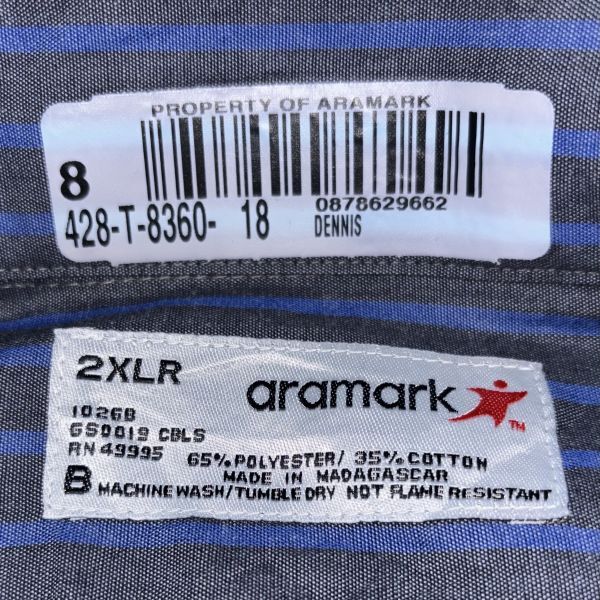 PROPERTY OF ARAMARK
8
0878629662
428-T-8360- 18 DENNIS
2XLR
aramark ™
10268
GS0019 CBLS
RN 49995 65% POLYESTER/ 35% COTTON
MADE IN MADAGASCAR
B MACHINE WASH/TUMBLE DRY NOT FLAME RESISTANT